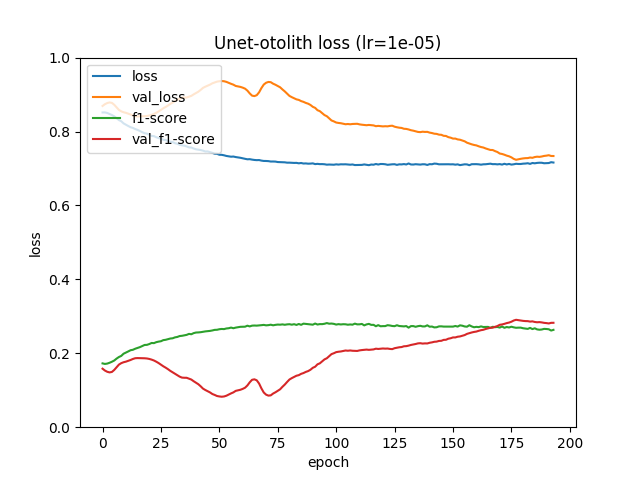 Unet-otolith loss (lr=1e-05)
1.0
0.8
0.6
0.4
0.2
0.0
loss
loss
val_loss
f1-score
val_f1-score
0 25 50 75 100 125 150 175 200
epoch